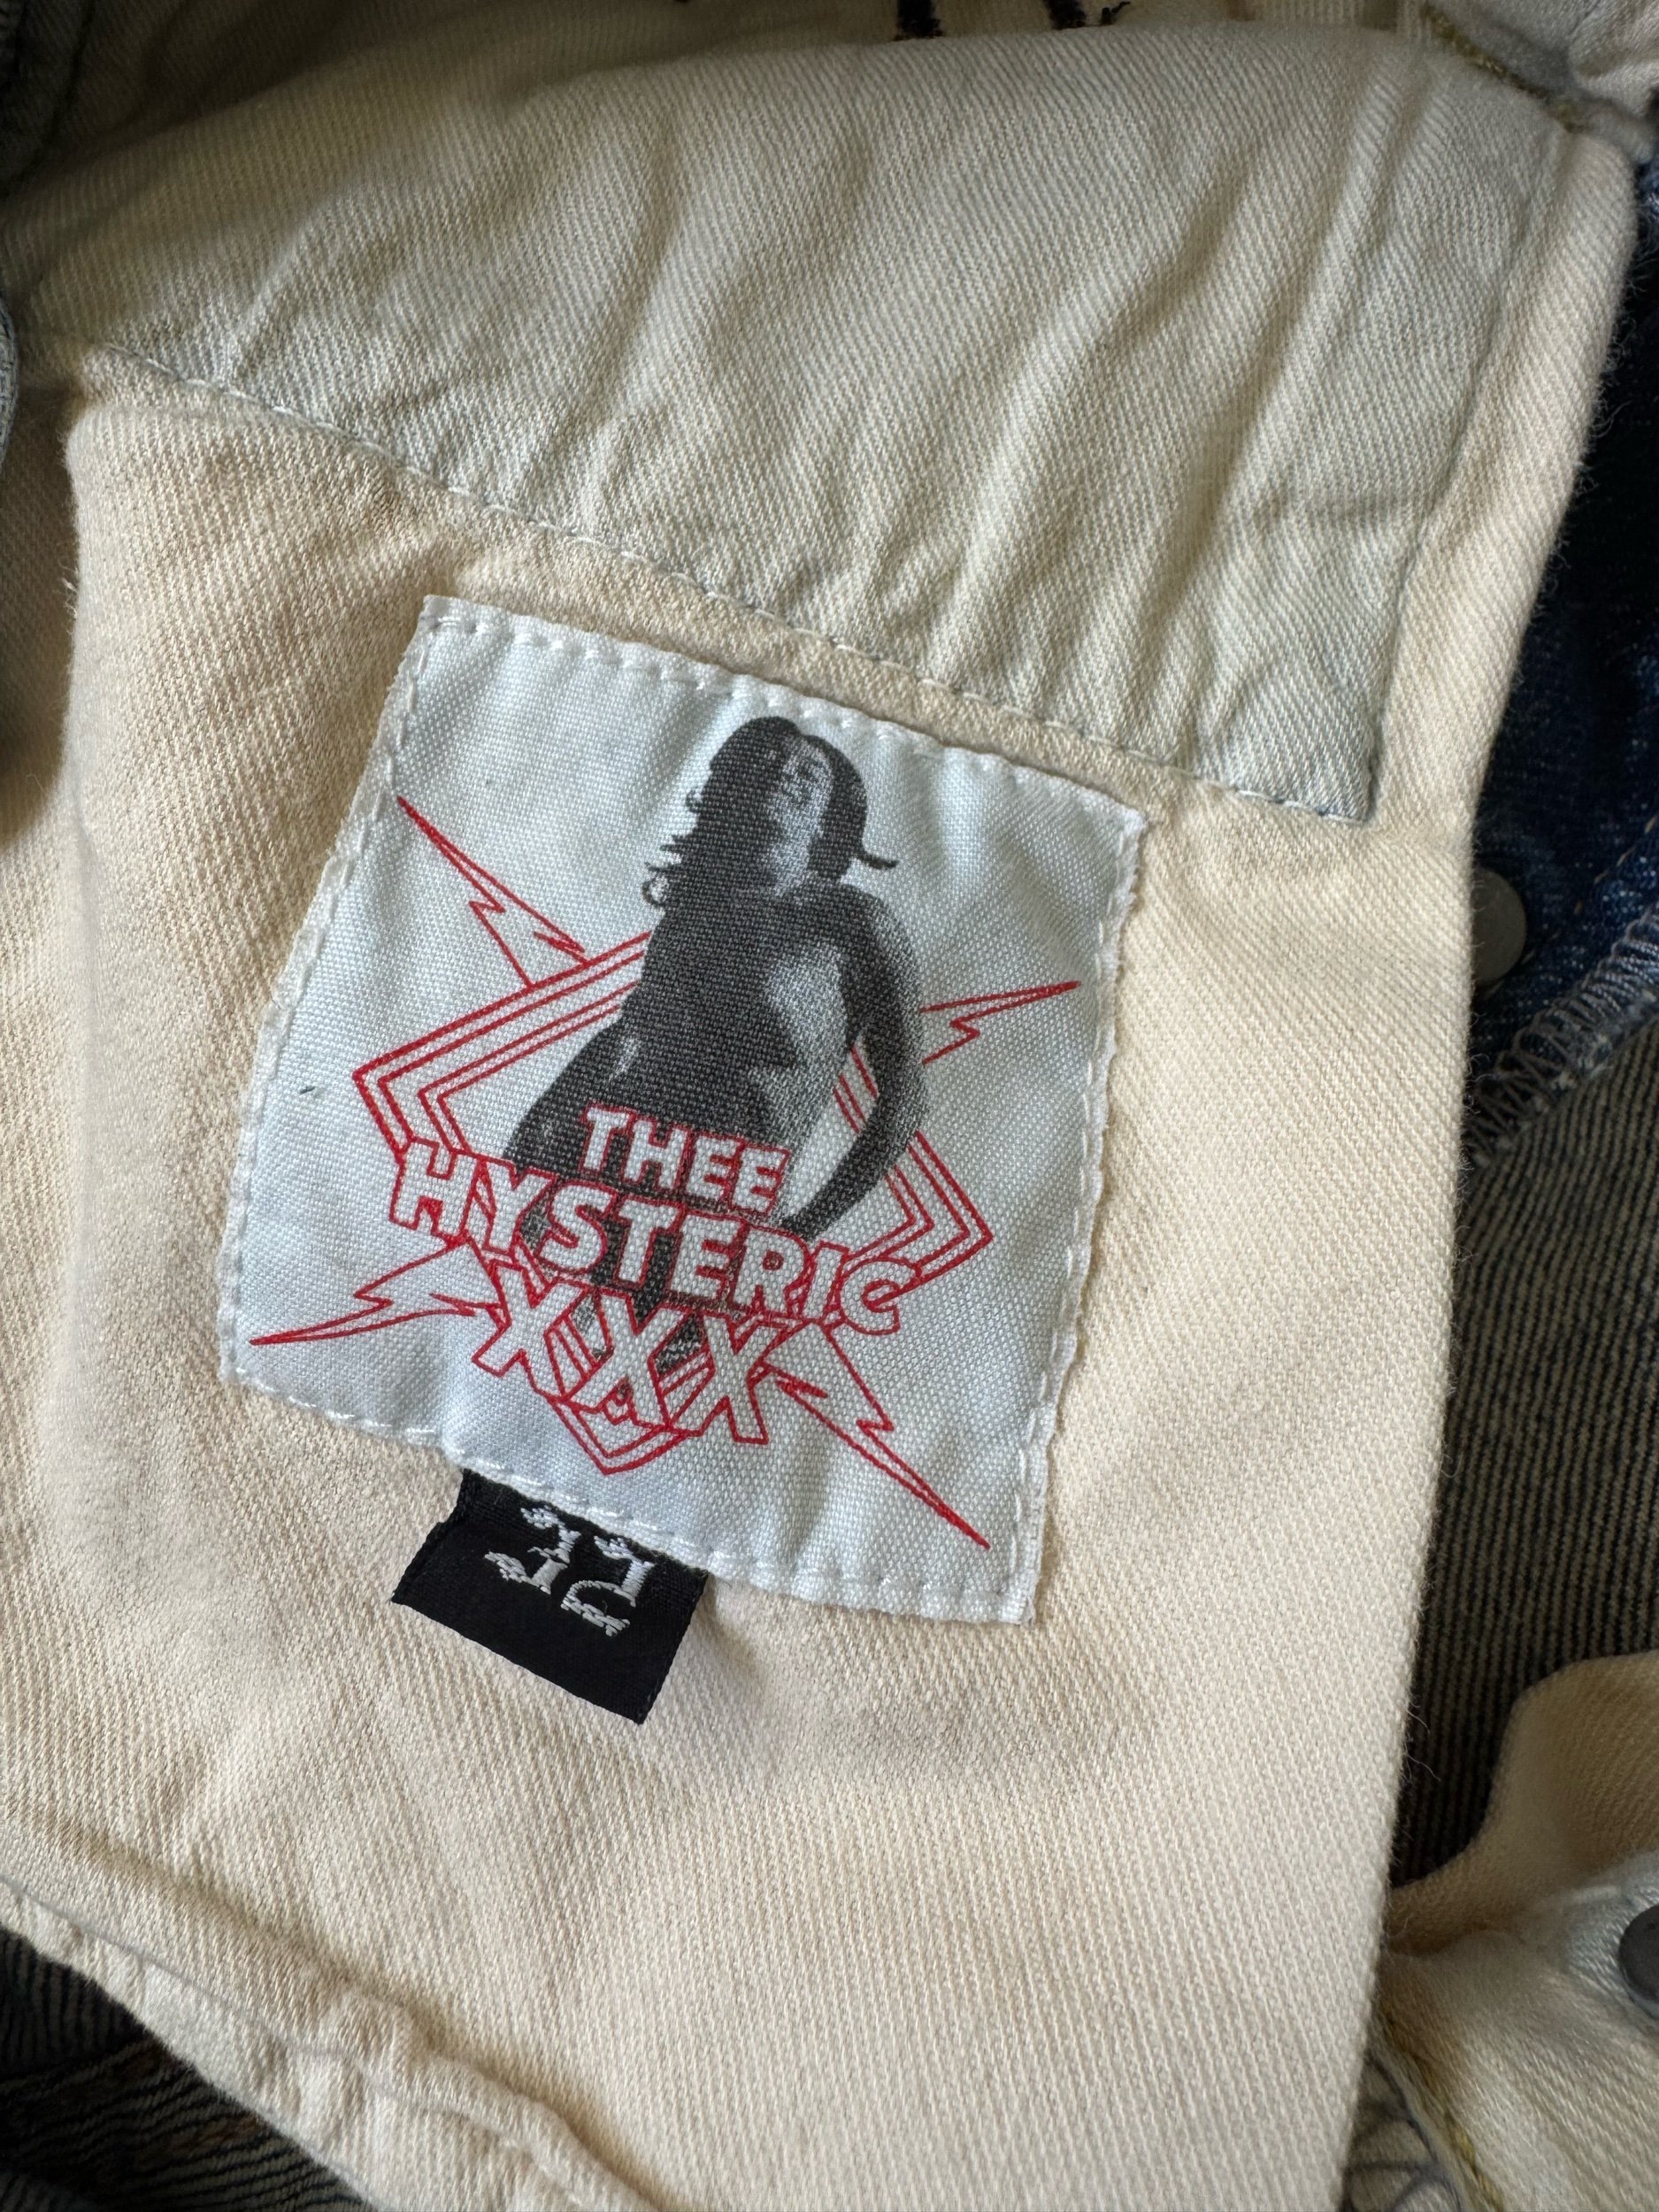 THEE
HYSTERIC
XXX
32